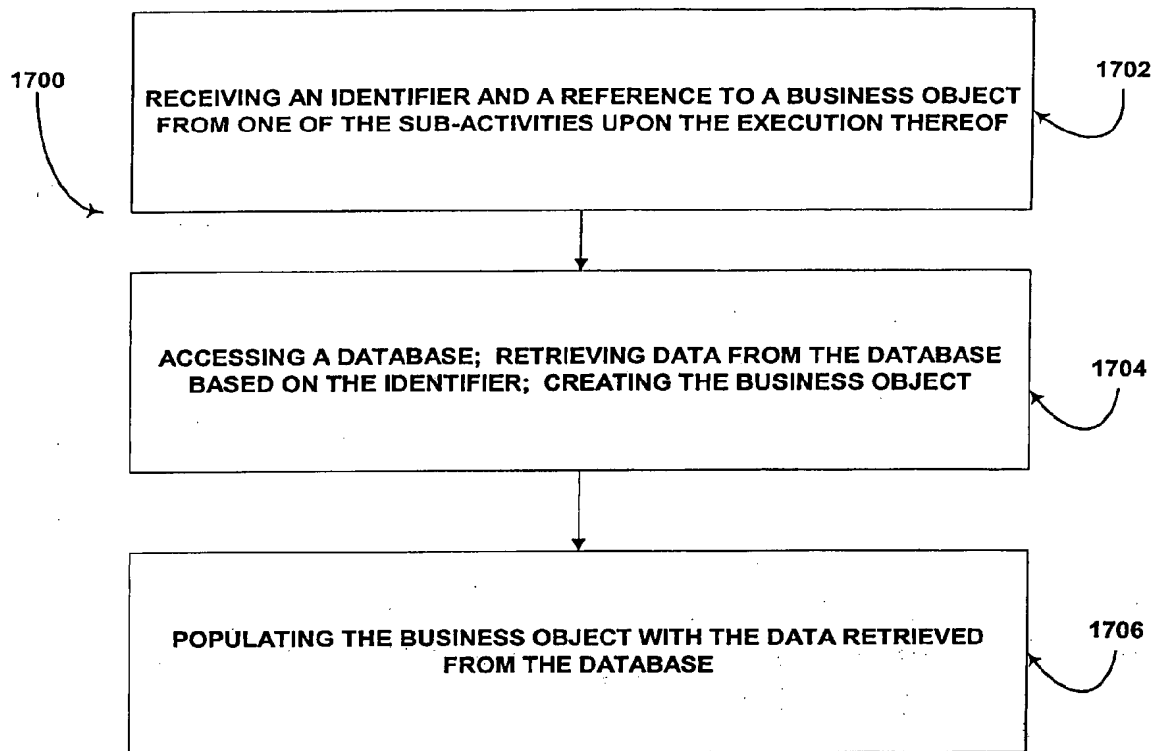 1700
1702
RECEIVING AN IDENTIFIER AND A REFERENCE TO A BUSINESS OBJECT
FROM ONE OF THE SUB-ACTIVITIES UPON THE EXECUTION THEREOF
ACCESSING A DATABASE; RETRIEVING DATA FROM THE DATABASE
BASED ON THE IDENTIFIER; CREATING THE BUSINESS OBJECT
1704
POPULATING THE BUSINESS OBJECT WITH THE DATA RETRIEVED
FROM THE DATABASE
1706